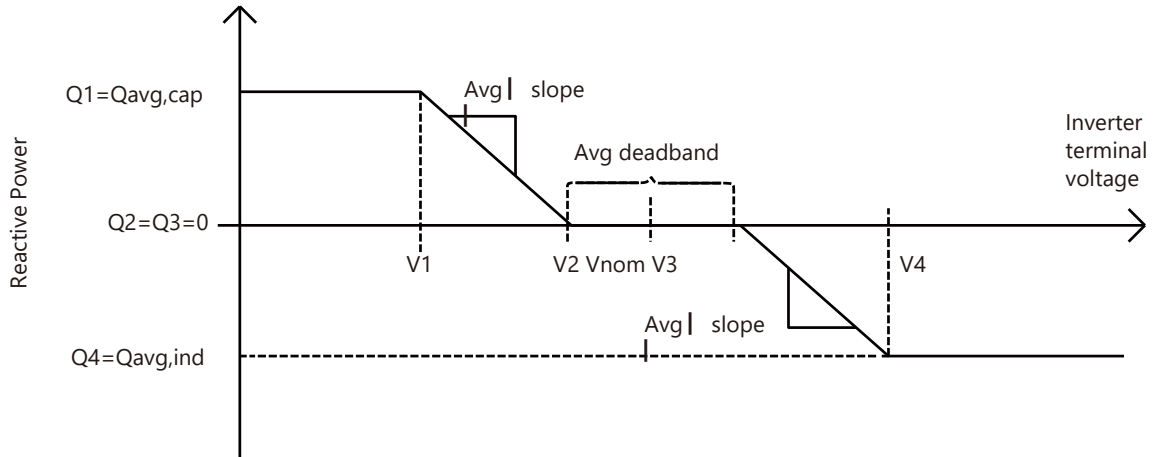 Q1=Qavg,cap
Avg| slope
Inverter
terminal
voltage
Avg deadband
Reactive Power
Q2=Q3=0
V1
V2 Vnom V3
V4
Avg| slope
Q4=Qavg,ind